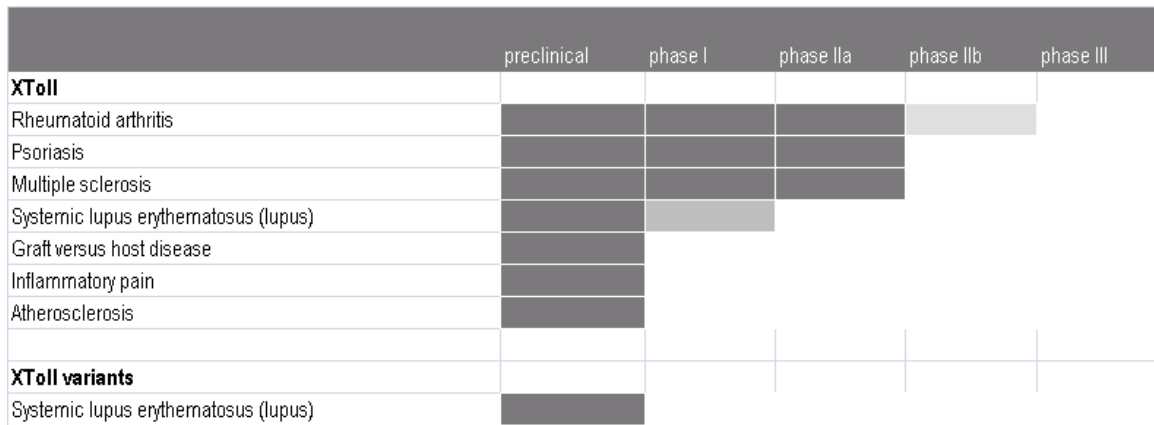 preclinical phase I phase IIa phase IIb phase III
XToll
Rheumatoid arthritis
Psoriasis
Multiple sclerosis
Systemic lupus erythematosus (lupus)
Graft versus host disease
Inflammatory pain
Atherosclerosis
XToll variants
Systemic lupus erythematosus (lupus)